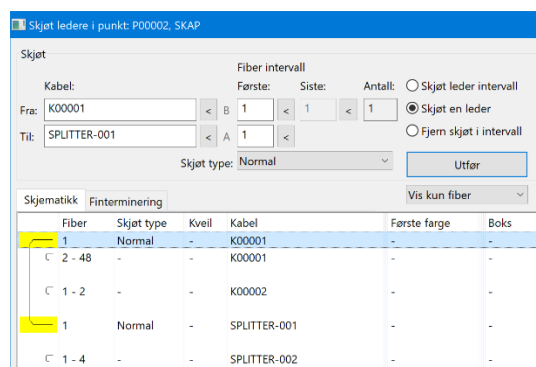 Skjøt ledere i punkt: P00002, SKAP
Skjøt
Fiber intervall
Kabel: Første: Siste: Antall: Skjøt leder intervall
Fra: K00001 < B 1 < 1 < 1 Skjøt en leder
Til: SPLITTER-001 < A 1 < Fjern skjøt i intervall
Skjøt type: Normal Utfør
Skjematikk Finterminering Vis kun fiber
Fiber Skjøt type Kveil Kabel Første farge Boks
1 Normal - K00001 - -
2 - 48 - - K00001 - -
1 - 2 - - K00002 - -
1 Normal - SPLITTER-001 - -
1 - 4 - - SPLITTER-002 - -